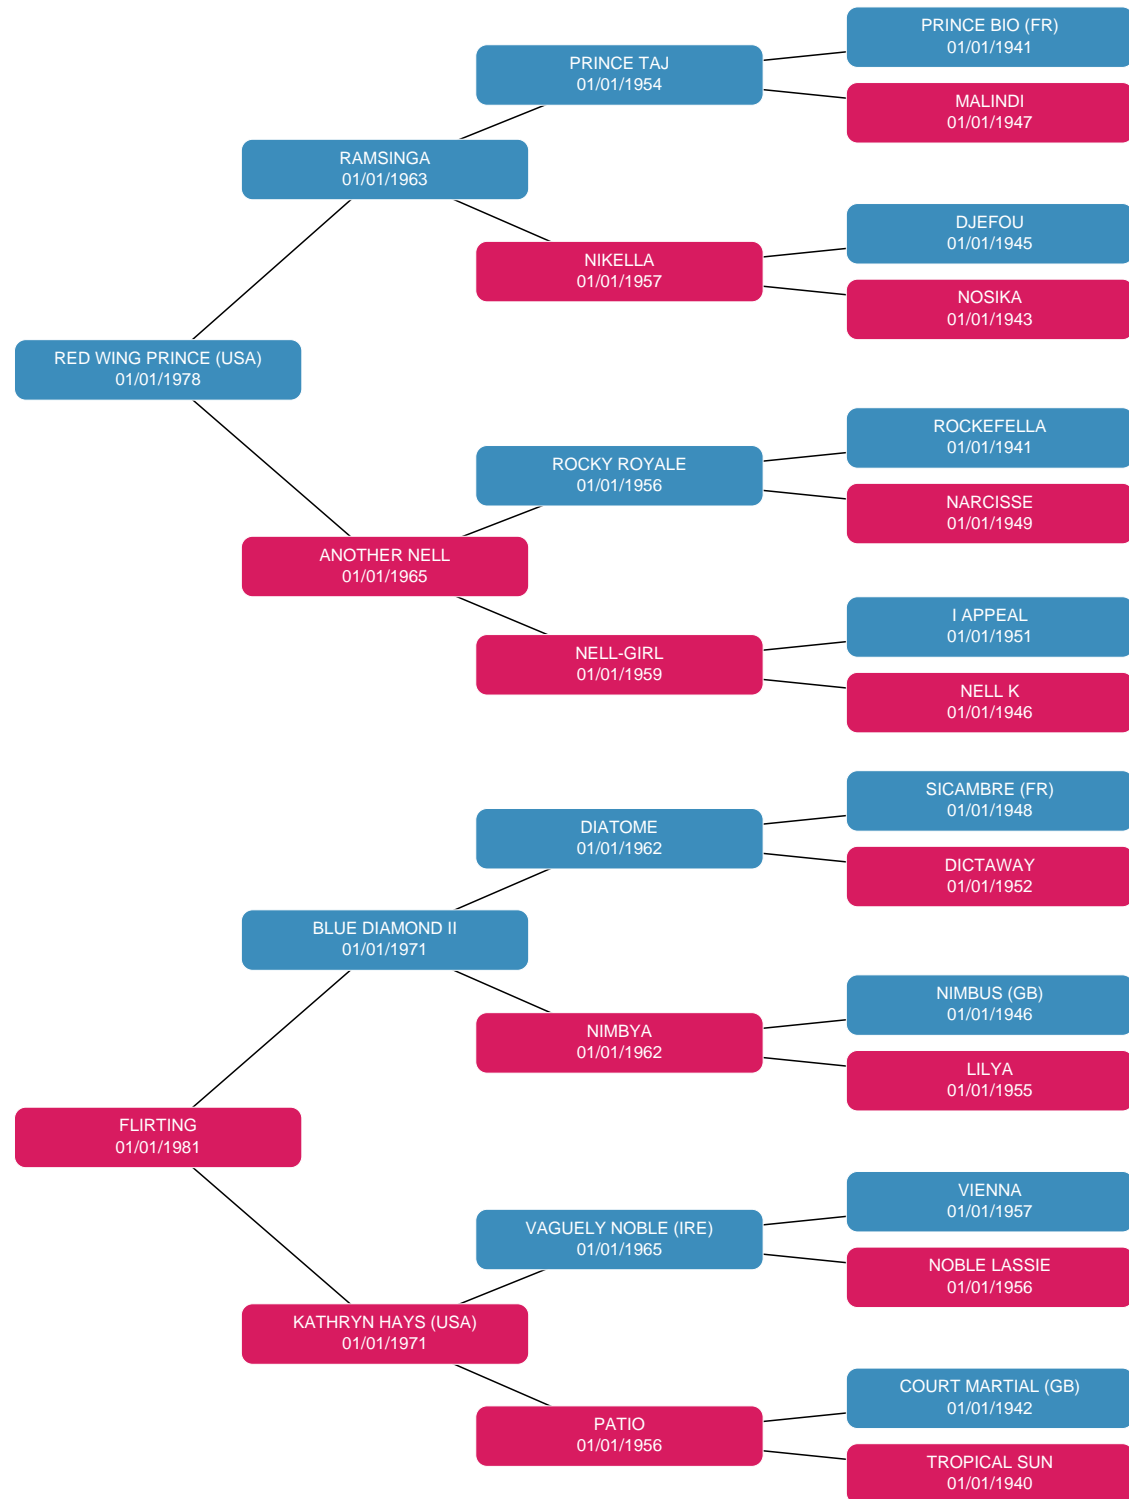 PRINCE BIO (FR)
01/01/1941
PRINCE TAJ
01/01/1954
MALINDI
01/01/1947
RAMSINGA
01/01/1963
DJEFOU
01/01/1945
NIKELLA
01/01/1957
NOSIKA
01/01/1943
RED WING PRINCE (USA)
01/01/1978
ROCKEFELLA
01/01/1941
ROCKY ROYALE
01/01/1956
NARCISSE
01/01/1949
ANOTHER NELL
01/01/1965
I APPEAL
01/01/1951
NELL-GIRL
01/01/1959
NELL K
01/01/1946
SICAMBRE (FR)
01/01/1948
DIATOME
01/01/1962
DICTAWAY
01/01/1952
BLUE DIAMOND II
01/01/1971
NIMBUS (GB)
01/01/1946
NIMBYA
01/01/1962
LILYA
01/01/1955
FLIRTING
01/01/1981
VIENNA
01/01/1957
VAGUELY NOBLE (IRE)
01/01/1965
NOBLE LASSIE
01/01/1956
KATHRYN HAYS (USA)
01/01/1971
COURT MARTIAL (GB)
01/01/1942
PATIO
01/01/1956
TROPICAL SUN
01/01/1940